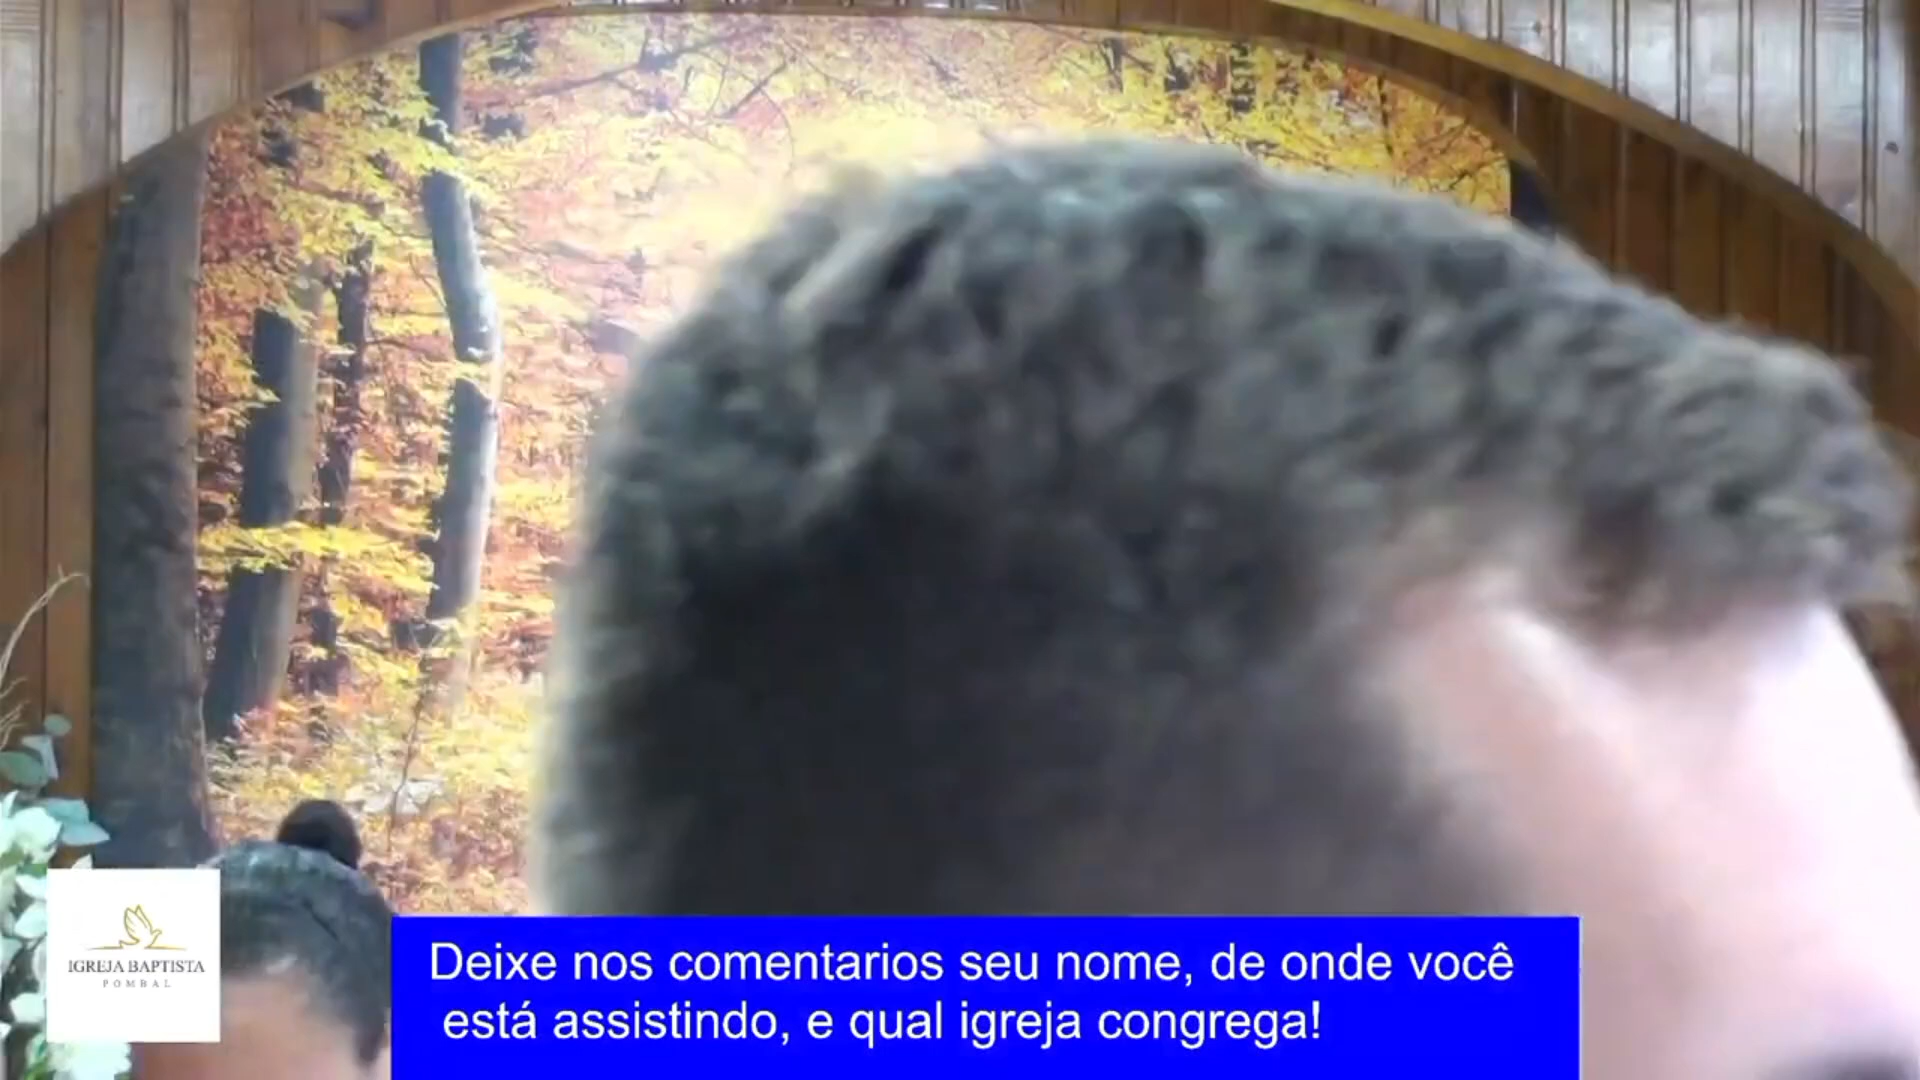 IGREJA BAPTISTA
POMBAL
Deixe nos comentarios seu nome, de onde você
está assistindo, e qual igreja congrega!